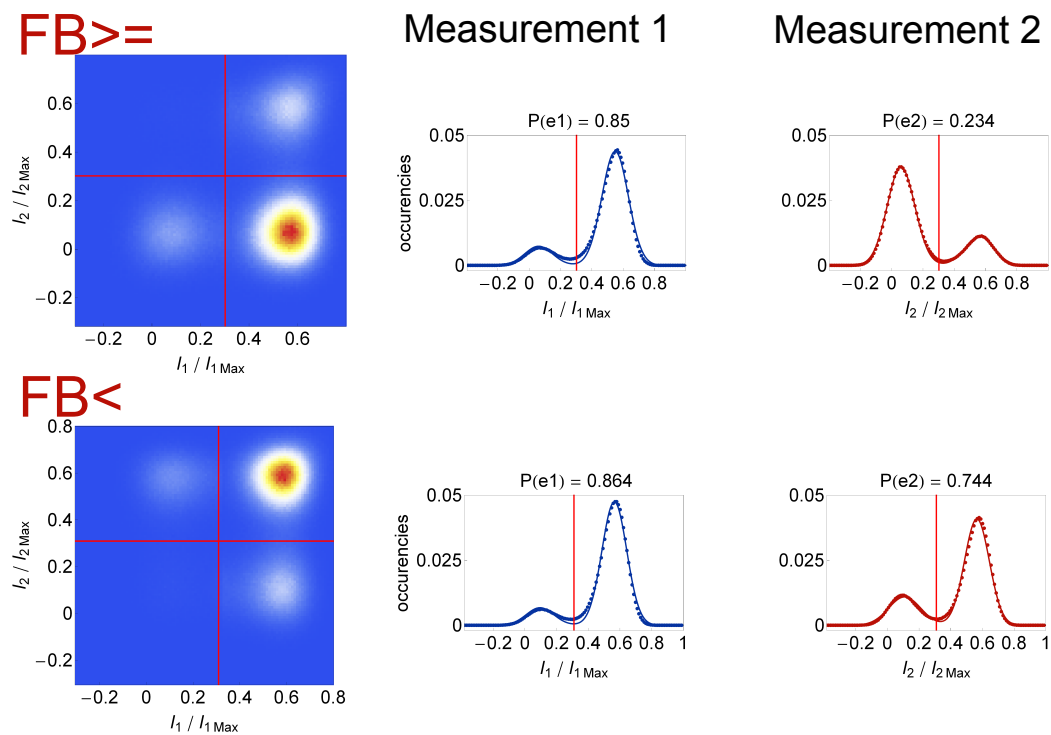 FB>=
Measurement 1
Measurement 2
0.6
0.4
0.2
0
−0.2
I2 / I2 Max
−0.2 0 0.2 0.4 0.6
I1 / I1 Max
P(e1) = 0.85
0.05
0.025
0
occurencies
−0.2 0 0.2 0.4 0.6 0.8
I1 / I1 Max
P(e2) = 0.234
0.05
0.025
0
−0.2 0 0.2 0.4 0.6 0.8
I2 / I2 Max
FB<
0.8
0.6
0.4
0.2
0
−0.2
I2 / I2 Max
−0.2 0 0.2 0.4 0.6 0.8
I1 / I1 Max
P(e1) = 0.864
0.05
0.025
0
occurencies
−0.2 0 0.2 0.4 0.6 0.8 1
I1 / I1 Max
P(e2) = 0.744
0.05
0.025
0
−0.2 0 0.2 0.4 0.6 0.8 1
I2 / I2 Max